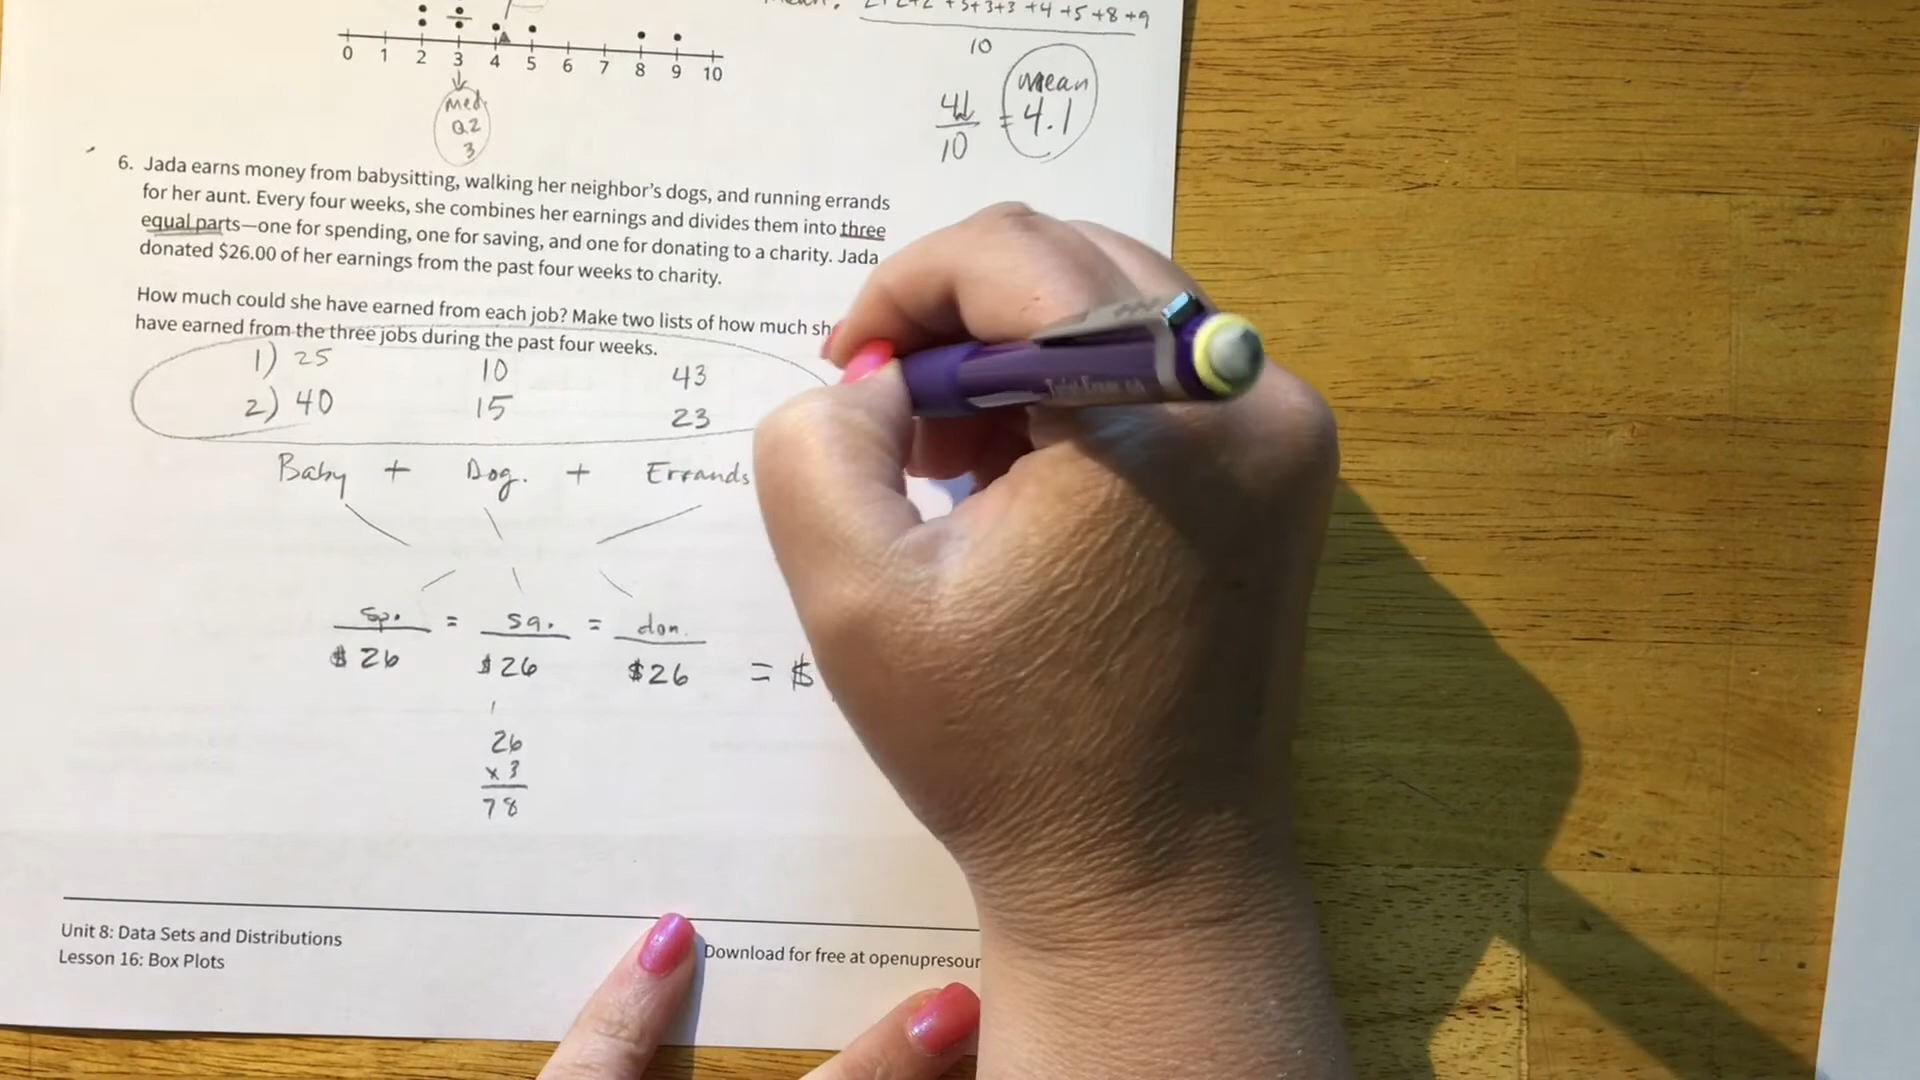 +3+3 +4 +5 +8 +9
10
0 1 2 3 4 5 6 7 8 9 10
Med.
Q2
3
41
10
=
mean
4.1
6. Jada earns money from babysitting, walking her neighbor's dogs, and running errands
for her aunt. Every four weeks, she combines her earnings and divides them into three
equal parts—one for spending, one for saving, and one for donating to a charity. Jada
donated $26.00 of her earnings from the past four weeks to charity.
How much could she have earned from each job? Make two lists of how much sh
have earned from the three jobs during the past four weeks.
1) 25 10 43
2) 40 15 23
Baby + Dog. + Errands
sp. = sa. = don.
$ 26 $ 26 $26 = $
1
26
x 3
78
Unit 8: Data Sets and Distributions
Lesson 16: Box Plots
Download for free at openupresour